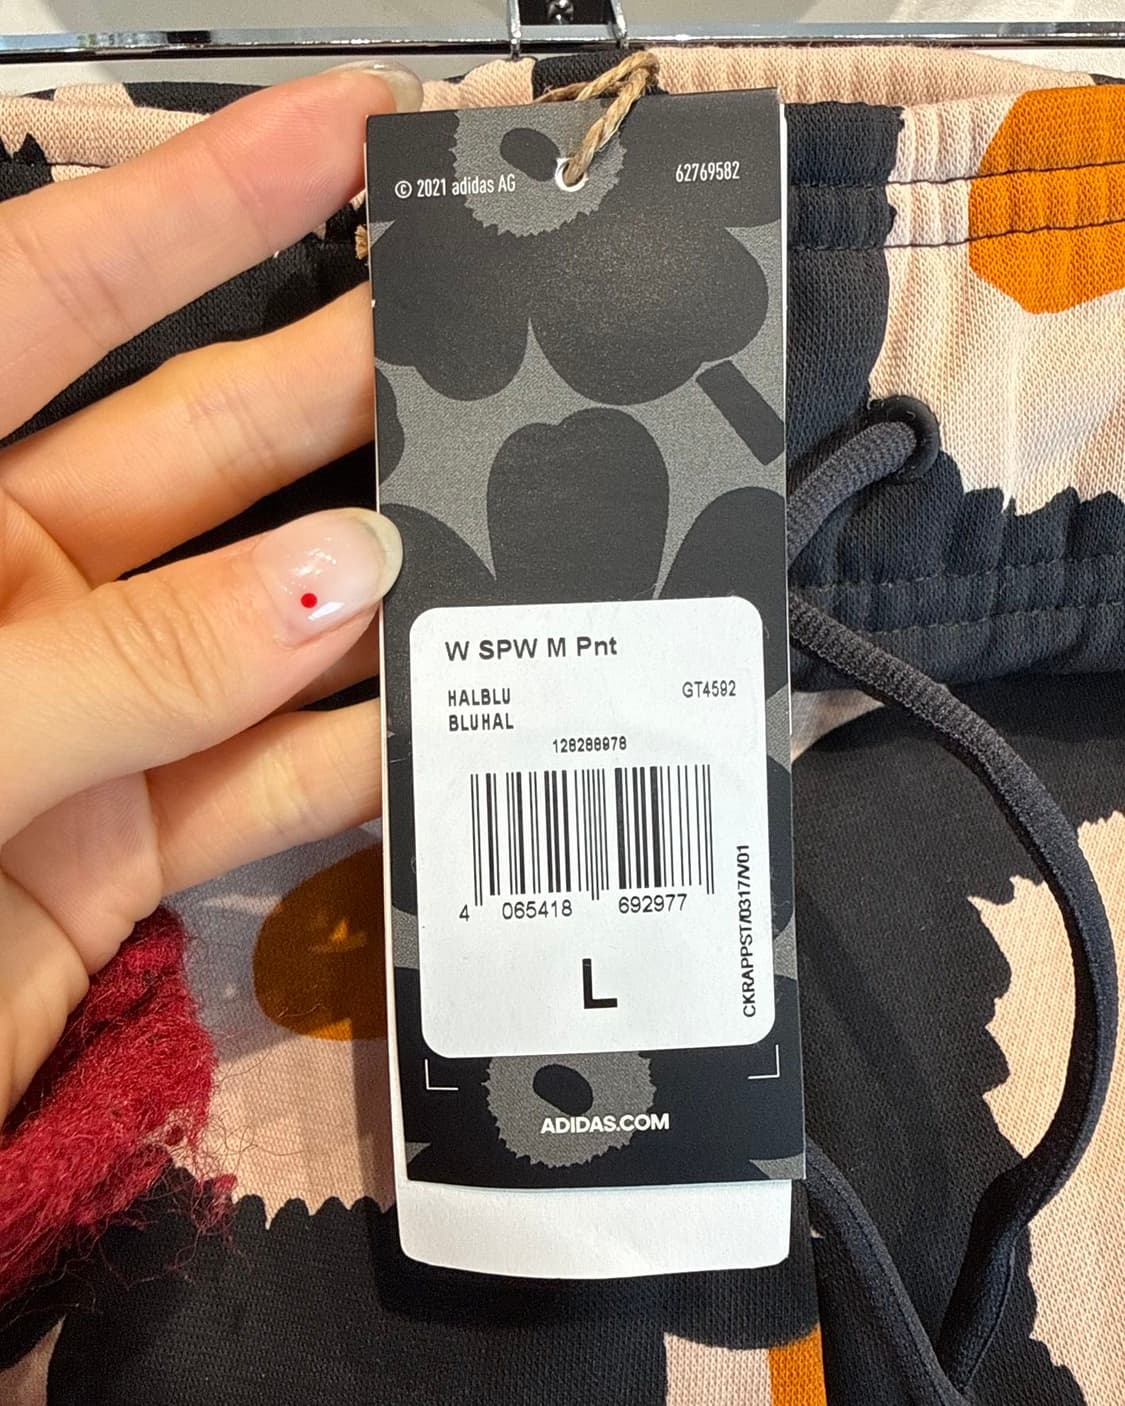 © 2021 adidas AG 62769582
W SPW M Pnt
HALBLU GT4592
BLUHAL
128288978
4 065418 692977
CKRAPPST/0317/V01
L
ADIDAS.COM